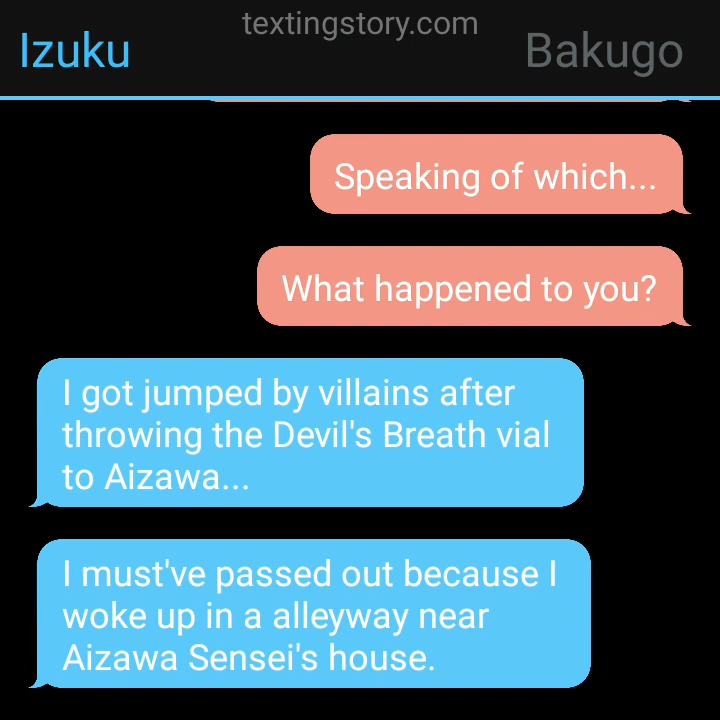 textingstory.com
Izuku
Bakugo
Speaking of which...
What happened to you?
I got jumped by villains after
throwing the Devil's Breath vial
to Aizawa...
I must've passed out because I
woke up in a alleyway near
Aizawa Sensei's house.